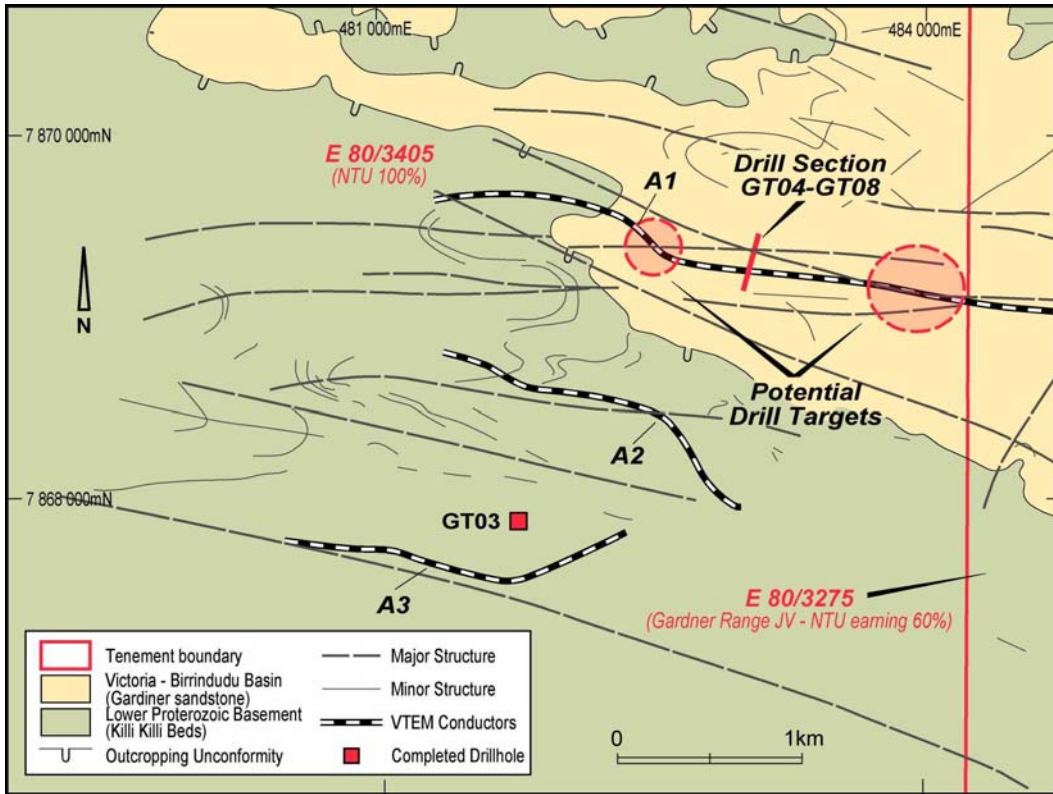 481 000mE
484 000mE
7 870 000mN
E 80/3405
(NTU 100%)
A1
Drill Section
GT04-GT08
N
Potential
Drill Targets
A2
7 868 000mN
GT03
A3
E 80/3275
(Gardner Range JV - NTU earning 60%)
Tenement boundary
Victoria - Birrindudu Basin
(Gardiner sandstone)
Lower Proterozoic Basement
(Killi Killi Beds)
Outcropping Unconformity
Major Structure
Minor Structure
VTEM Conductors
Completed Drillhole
0
1km